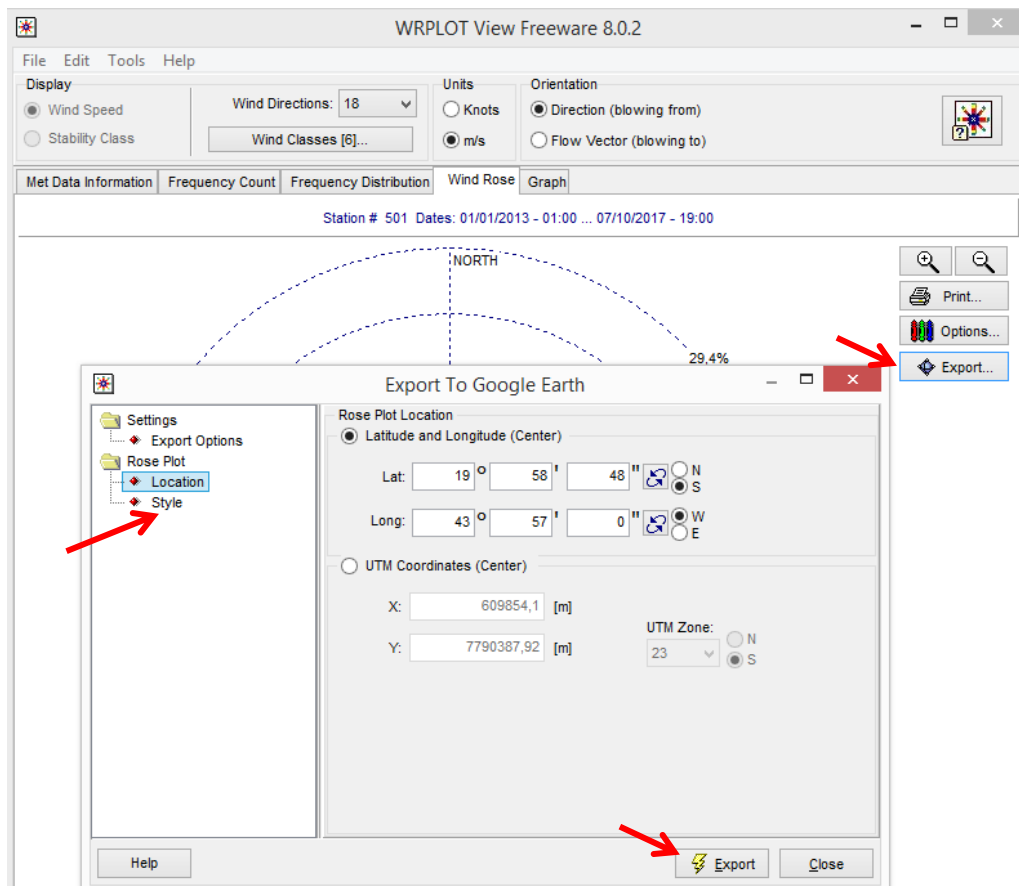 WRPLOT View Freeware 8.0.2
File Edit Tools Help
Display
Wind Speed
Stability Class
Wind Directions: 18
Wind Classes [6]...
Units
Knots
m/s
Orientation
Direction (blowing from)
Flow Vector (blowing to)
Met Data Information Frequency Count Frequency Distribution Wind Rose Graph
Station # 501 Dates: 01/01/2013 - 01:00 ... 07/10/2017 - 19:00
NORTH
29,4%
Print...
Options...
Export...
Export To Google Earth
Settings
Export Options
Rose Plot
Location
Style
Rose Plot Location
Latitude and Longitude (Center)
Lat: 19 º 58 ' 48 " N
S
Long: 43 º 57 ' 0 " W
E
UTM Coordinates (Center)
X: 609854,1 [m]
Y: 7790387,92 [m]
UTM Zone:
23
N
S
Help
Export
Close